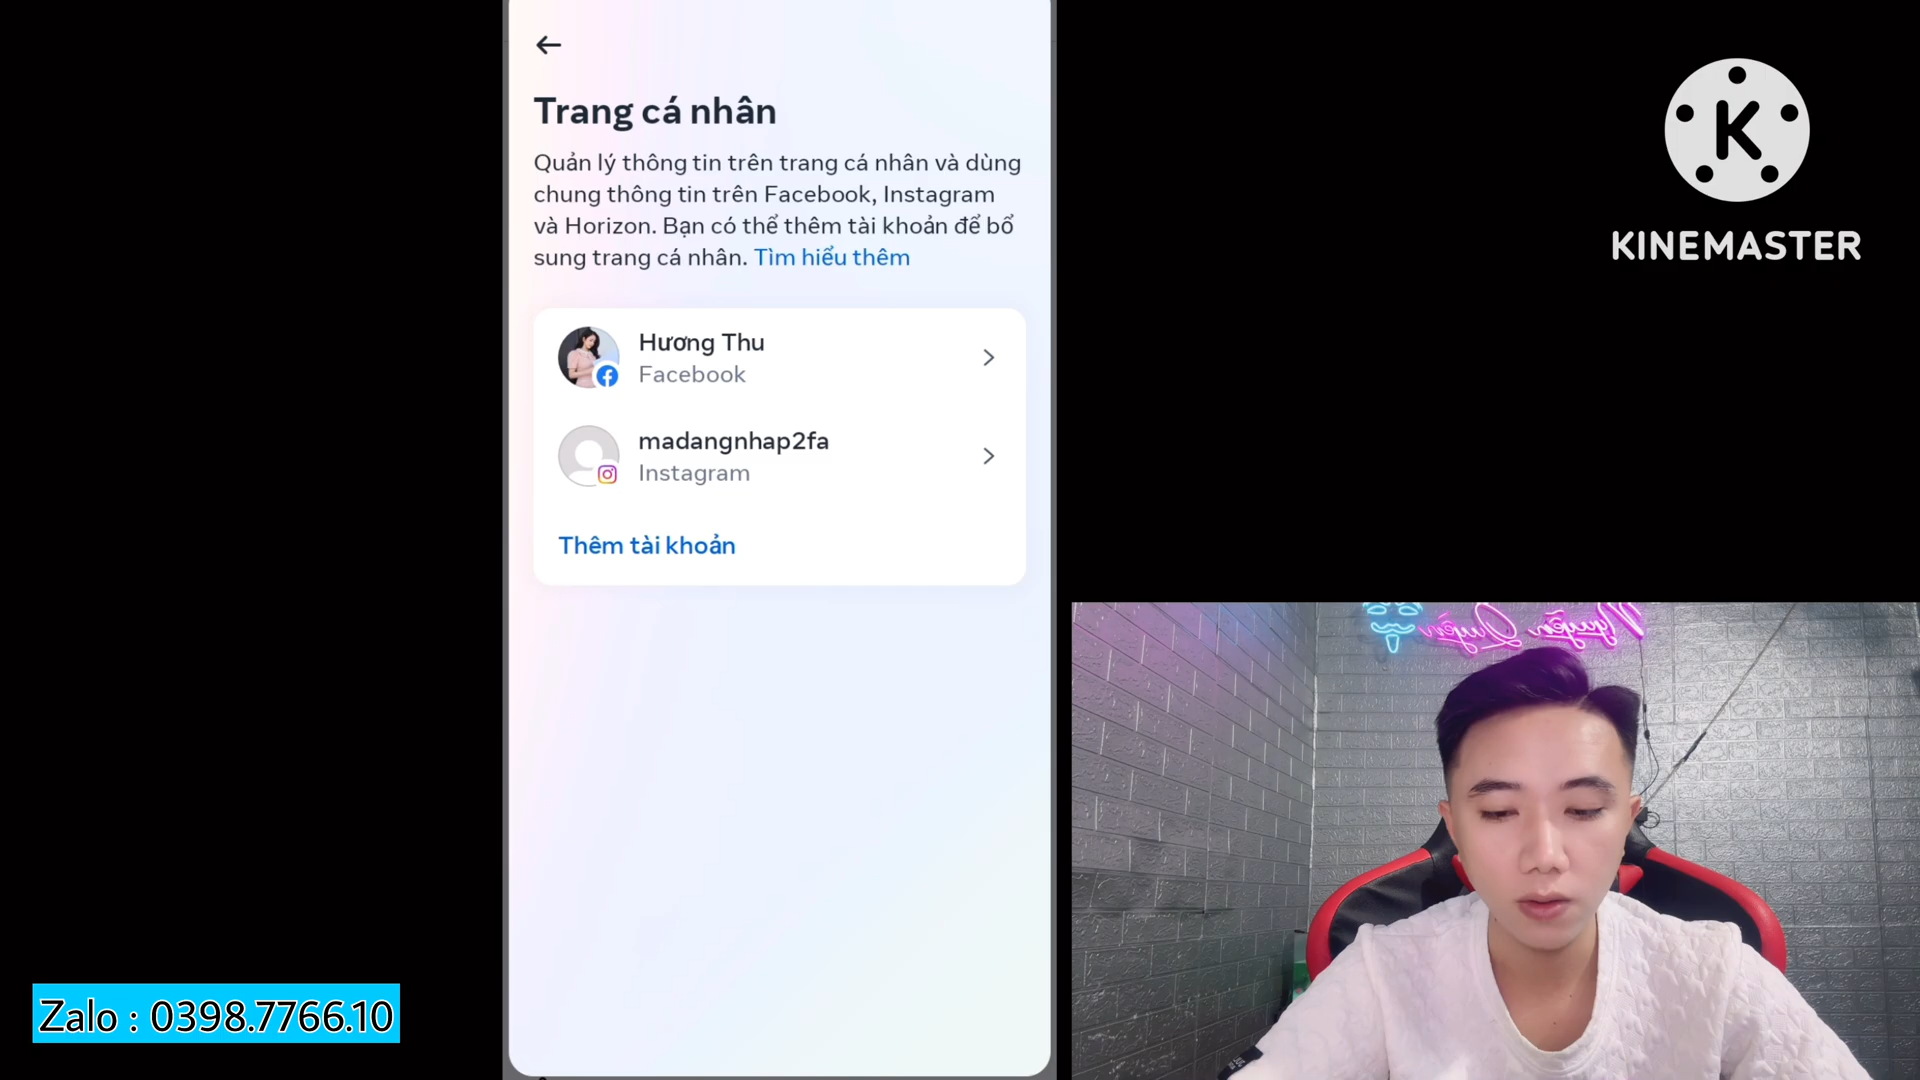 Trang cá nhân
Quản lý thông tin trên trang cá nhân và dùng
chung thông tin trên Facebook, Instagram
và Horizon. Bạn có thể thêm tài khoản để bổ
sung trang cá nhân. Tìm hiểu thêm
Hương Thu
Facebook
madangnhap2fa
Instagram
Thêm tài khoản
K
KINEMASTER
Nguyễn Quyền
Zalo : 0398.7766.10